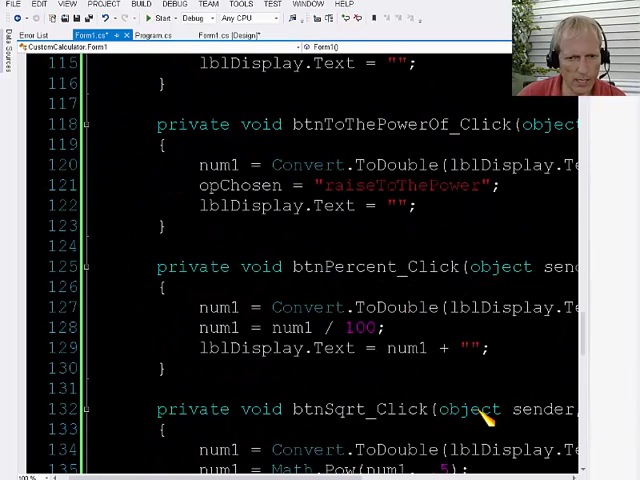 FILE EDIT VIEW PROJECT BUILD DEBUG TEAM TOOLS TEST WINDOW HELP
Start Debug Any CPU
Error List Form1.cs* Program.cs Form1.cs [Design]*
CustomCalculator.Form1 Form1()
Data Sources
115 lblDisplay.Text = "";
116 }
117
118 private void btnToThePowerOf_Click(object
119 {
120 num1 = Convert.ToDouble(lblDisplay.Te
121 opChosen = "raiseToThePower";
122 lblDisplay.Text = "";
123 }
124
125 private void btnPercent_Click(object send
126 {
127 num1 = Convert.ToDouble(lblDisplay.Te
128 num1 = num1 / 100;
129 lblDisplay.Text = num1 + "";
130 }
131
132 private void btnSqrt_Click(object sender,
133 {
134 num1 = Convert.ToDouble(lblDisplay.Te
135 num1 = Math.Pow(num1, .5);
100 %